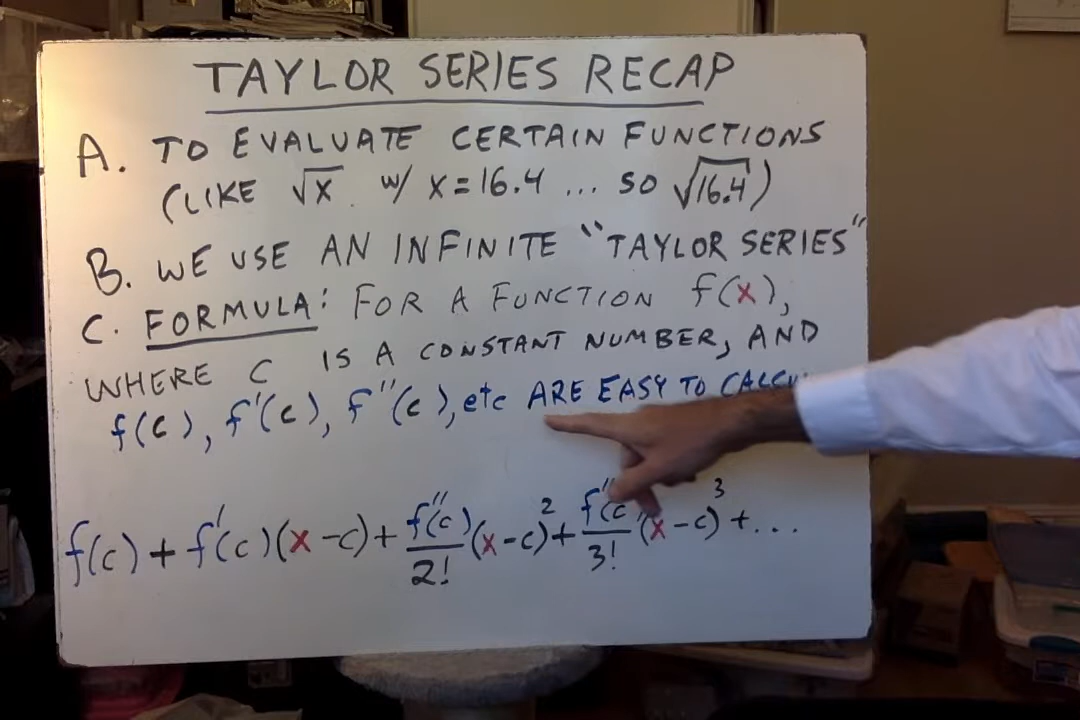 TAYLOR SERIES RECAP
A. TO EVALUATE CERTAIN FUNCTIONS
(LIKE √x w/ x=16.4 ... SO √16.4)
B. WE USE AN INFINITE "TAYLOR SERIES"
C. FORMULA: FOR A FUNCTION f(x),
WHERE C IS A CONSTANT NUMBER, AND
f(c), f'(c), f''(c), etc ARE EASY TO
f(c) + f'(c)(x-c) + f''(c)/2! (x-c)² + f''(c/3! (x-c)³ + ...